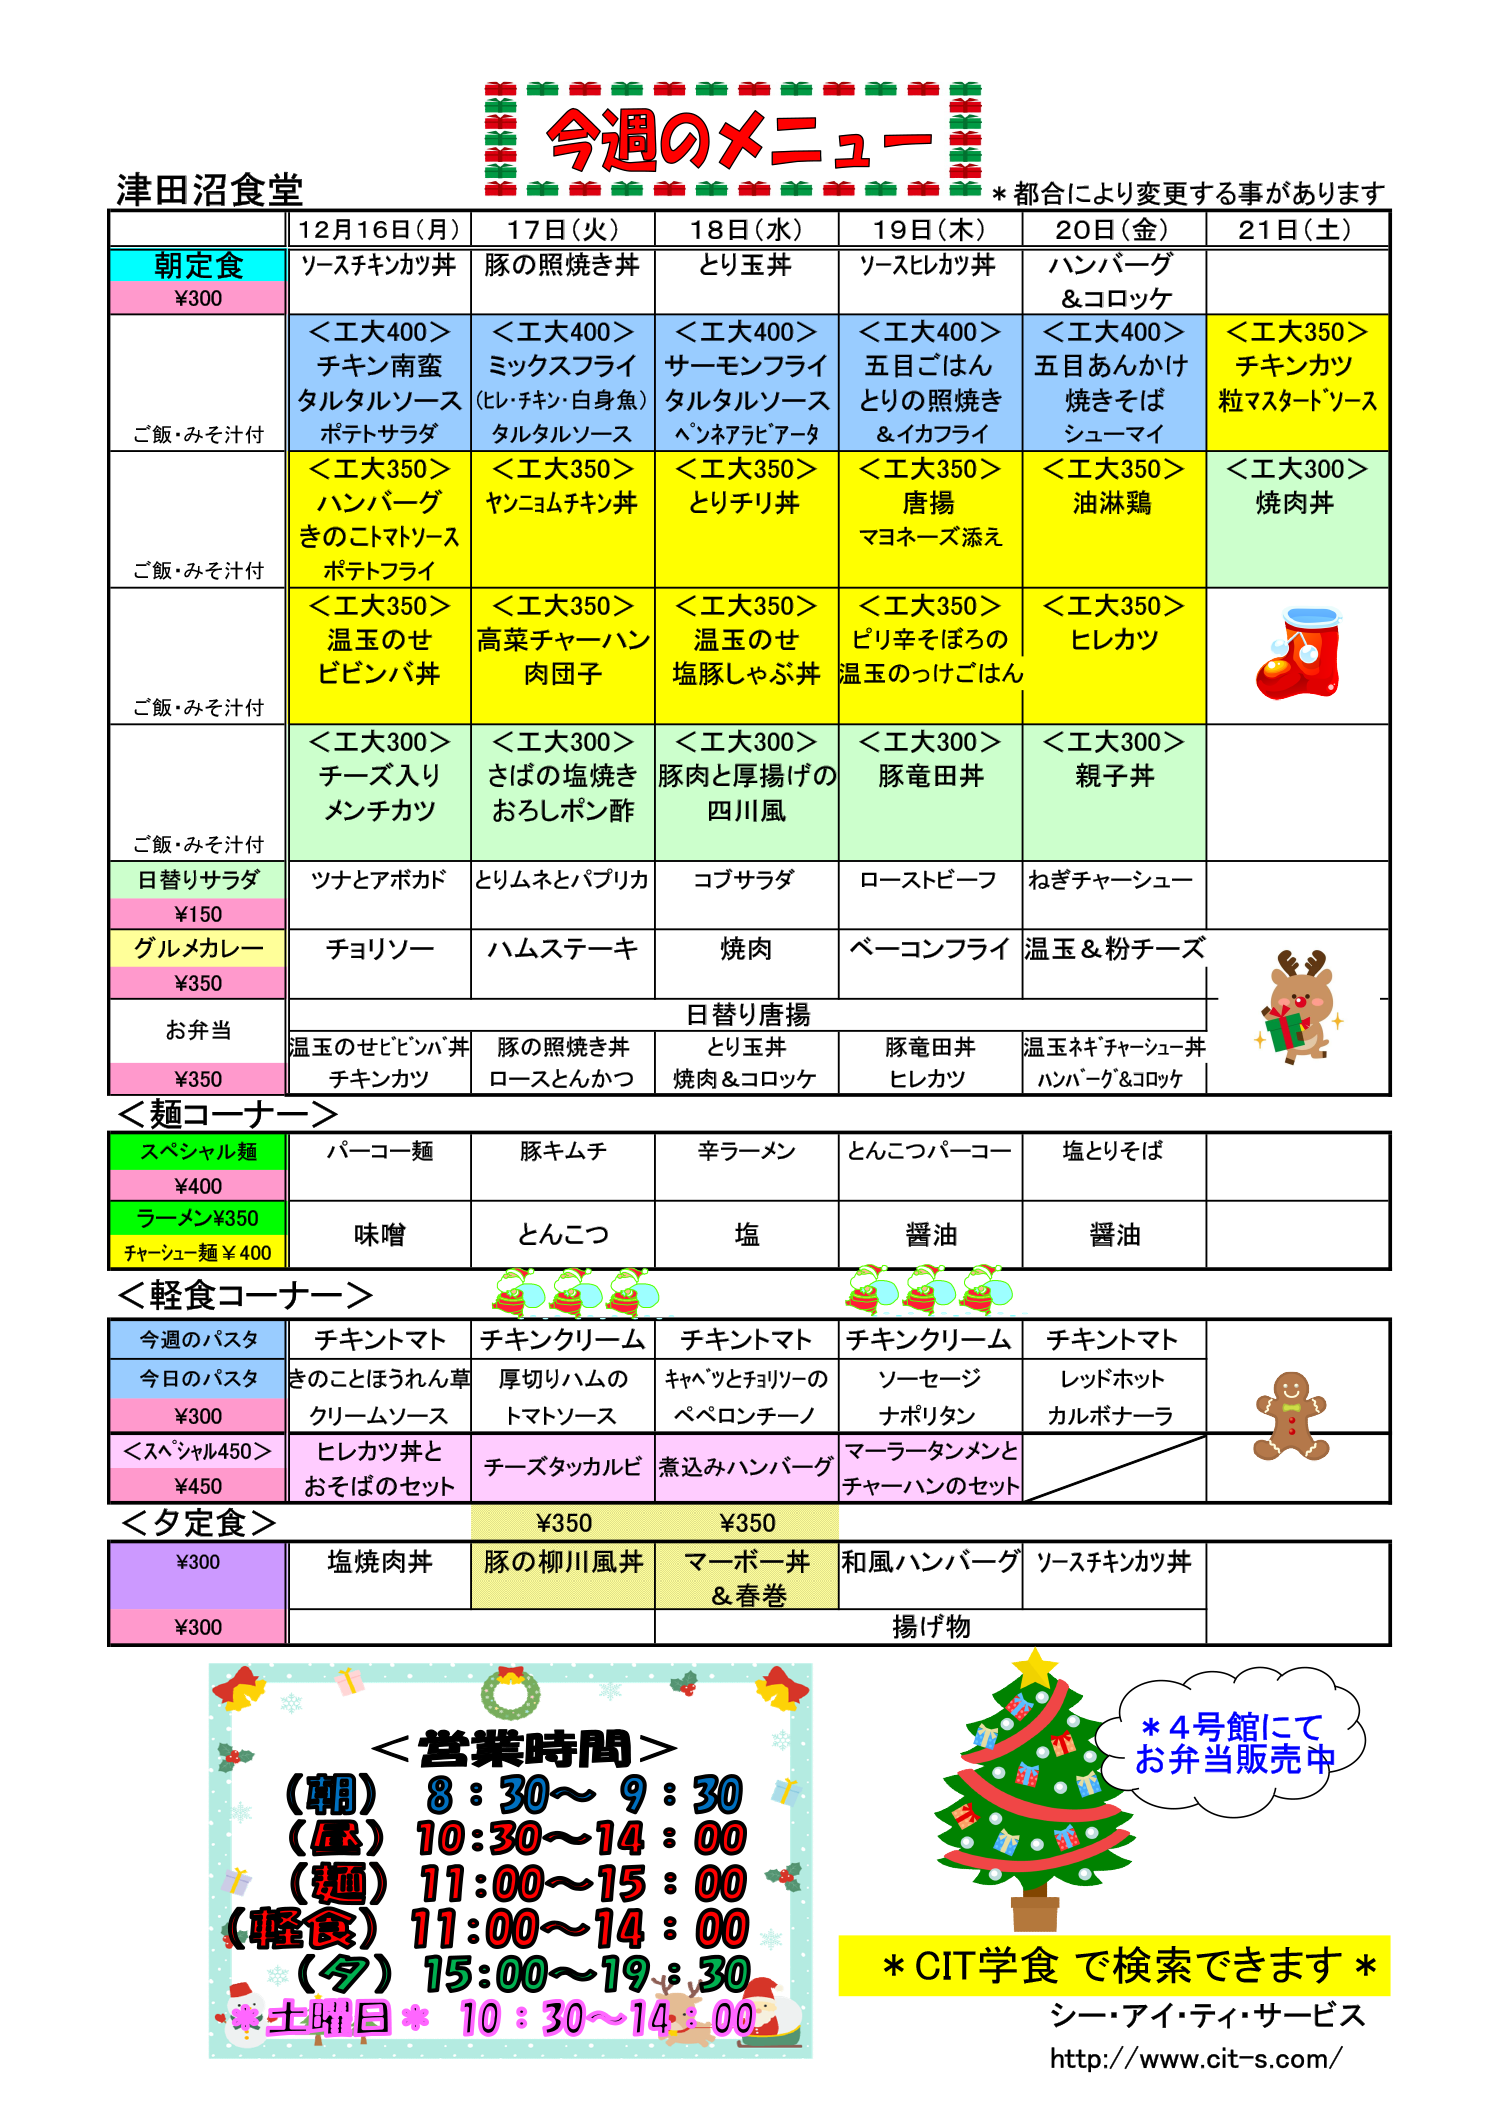 今週のメニュー
津田沼食堂
＊都合により変更する事があります
12月16日(月) 17日(火) 18日(水) 19日(木) 20日(金) 21日(土)
朝定食 ソースチキンカツ丼 豚の照焼き丼 とり玉丼 ソースヒレカツ丼 ハンバーグ
¥300 &コロッケ
＜工大400＞ ＜工大400＞ ＜工大400＞ ＜工大400＞ ＜工大400＞ ＜工大350＞
チキン南蛮 ミックスフライ サーモンフライ 五目ごはん 五目あんかけ チキンカツ
タルタルソース (ヒレ・チキン・白身魚) タルタルソース とりの照焼き 焼きそば 粒マスタードソース
ご飯・みそ汁付 ポテトサラダ タルタルソース ペンネアラビアータ &イカフライ シューマイ
＜工大350＞ ＜工大350＞ ＜工大350＞ ＜工大350＞ ＜工大350＞ ＜工大300＞
ハンバーグ ヤンニョムチキン丼 とりチリ丼 唐揚 油淋鶏 焼肉丼
きのこトマトソース マヨネーズ添え
ご飯・みそ汁付 ポテトフライ
＜工大350＞ ＜工大350＞ ＜工大350＞ ＜工大350＞ ＜工大350＞
温玉のせ 高菜チャーハン 温玉のせ ピリ辛そぼろの ヒレカツ
ビビンバ丼 肉団子 塩豚しゃぶ丼 温玉のっけごはん
ご飯・みそ汁付
＜工大300＞ ＜工大300＞ ＜工大300＞ ＜工大300＞ ＜工大300＞
チーズ入り さばの塩焼き 豚肉と厚揚げの 豚竜田丼 親子丼
メンチカツ おろしポン酢 四川風
ご飯・みそ汁付
日替りサラダ ツナとアボカド とりムネとパプリカ コブサラダ ローストビーフ ねぎチャーシュー
¥150
グルメカレー チョリソー ハムステーキ 焼肉 ベーコンフライ 温玉＆粉チーズ
¥350
お弁当 日替り唐揚
温玉のせビビンバ丼 豚の照焼き丼 とり玉丼 豚竜田丼 温玉ネギチャーシュー丼
¥350 チキンカツ ロースとんかつ 焼肉＆コロッケ ヒレカツ ハンバーグ&コロッケ
＜麺コーナー＞
スペシャル麺 パーコー麺 豚キムチ 辛ラーメン とんこつパーコー 塩とりそば
¥400
ラーメン¥350 味噌 とんこつ 塩 醤油 醤油
チャーシュー麺￥400
＜軽食コーナー＞
今週のパスタ チキントマト チキンクリーム チキントマト チキンクリーム チキントマト
今日のパスタ きのことほうれん草 厚切りハムの キャベツとチョリソーの ソーセージ レッドホット
¥300 クリームソース トマトソース ペペロンチーノ ナポリタン カルボナーラ
＜スペシャル450＞ ヒレカツ丼と チーズタッカルビ 煮込みハンバーグ マーラータンメンと
¥450 おそばのセット チャーハンのセット
＜夕定食＞ ¥350 ¥350
¥300 塩焼肉丼 豚の柳川風丼 マーボー丼 和風ハンバーグ ソースチキンカツ丼
＆春巻
¥300 揚げ物
＜営業時間＞
(朝) 8：30～ 9：30
(昼) 10:30～14：00
(麺) 11:00～15：00
(軽食) 11:00～14：00
(夕) 15:00～19：30
＊土曜日＊ 10：30～14：00
＊4号館にて
お弁当販売中
＊CIT学食 で検索できます＊
シー・アイ・ティ・サービス
http://www.cit-s.com/